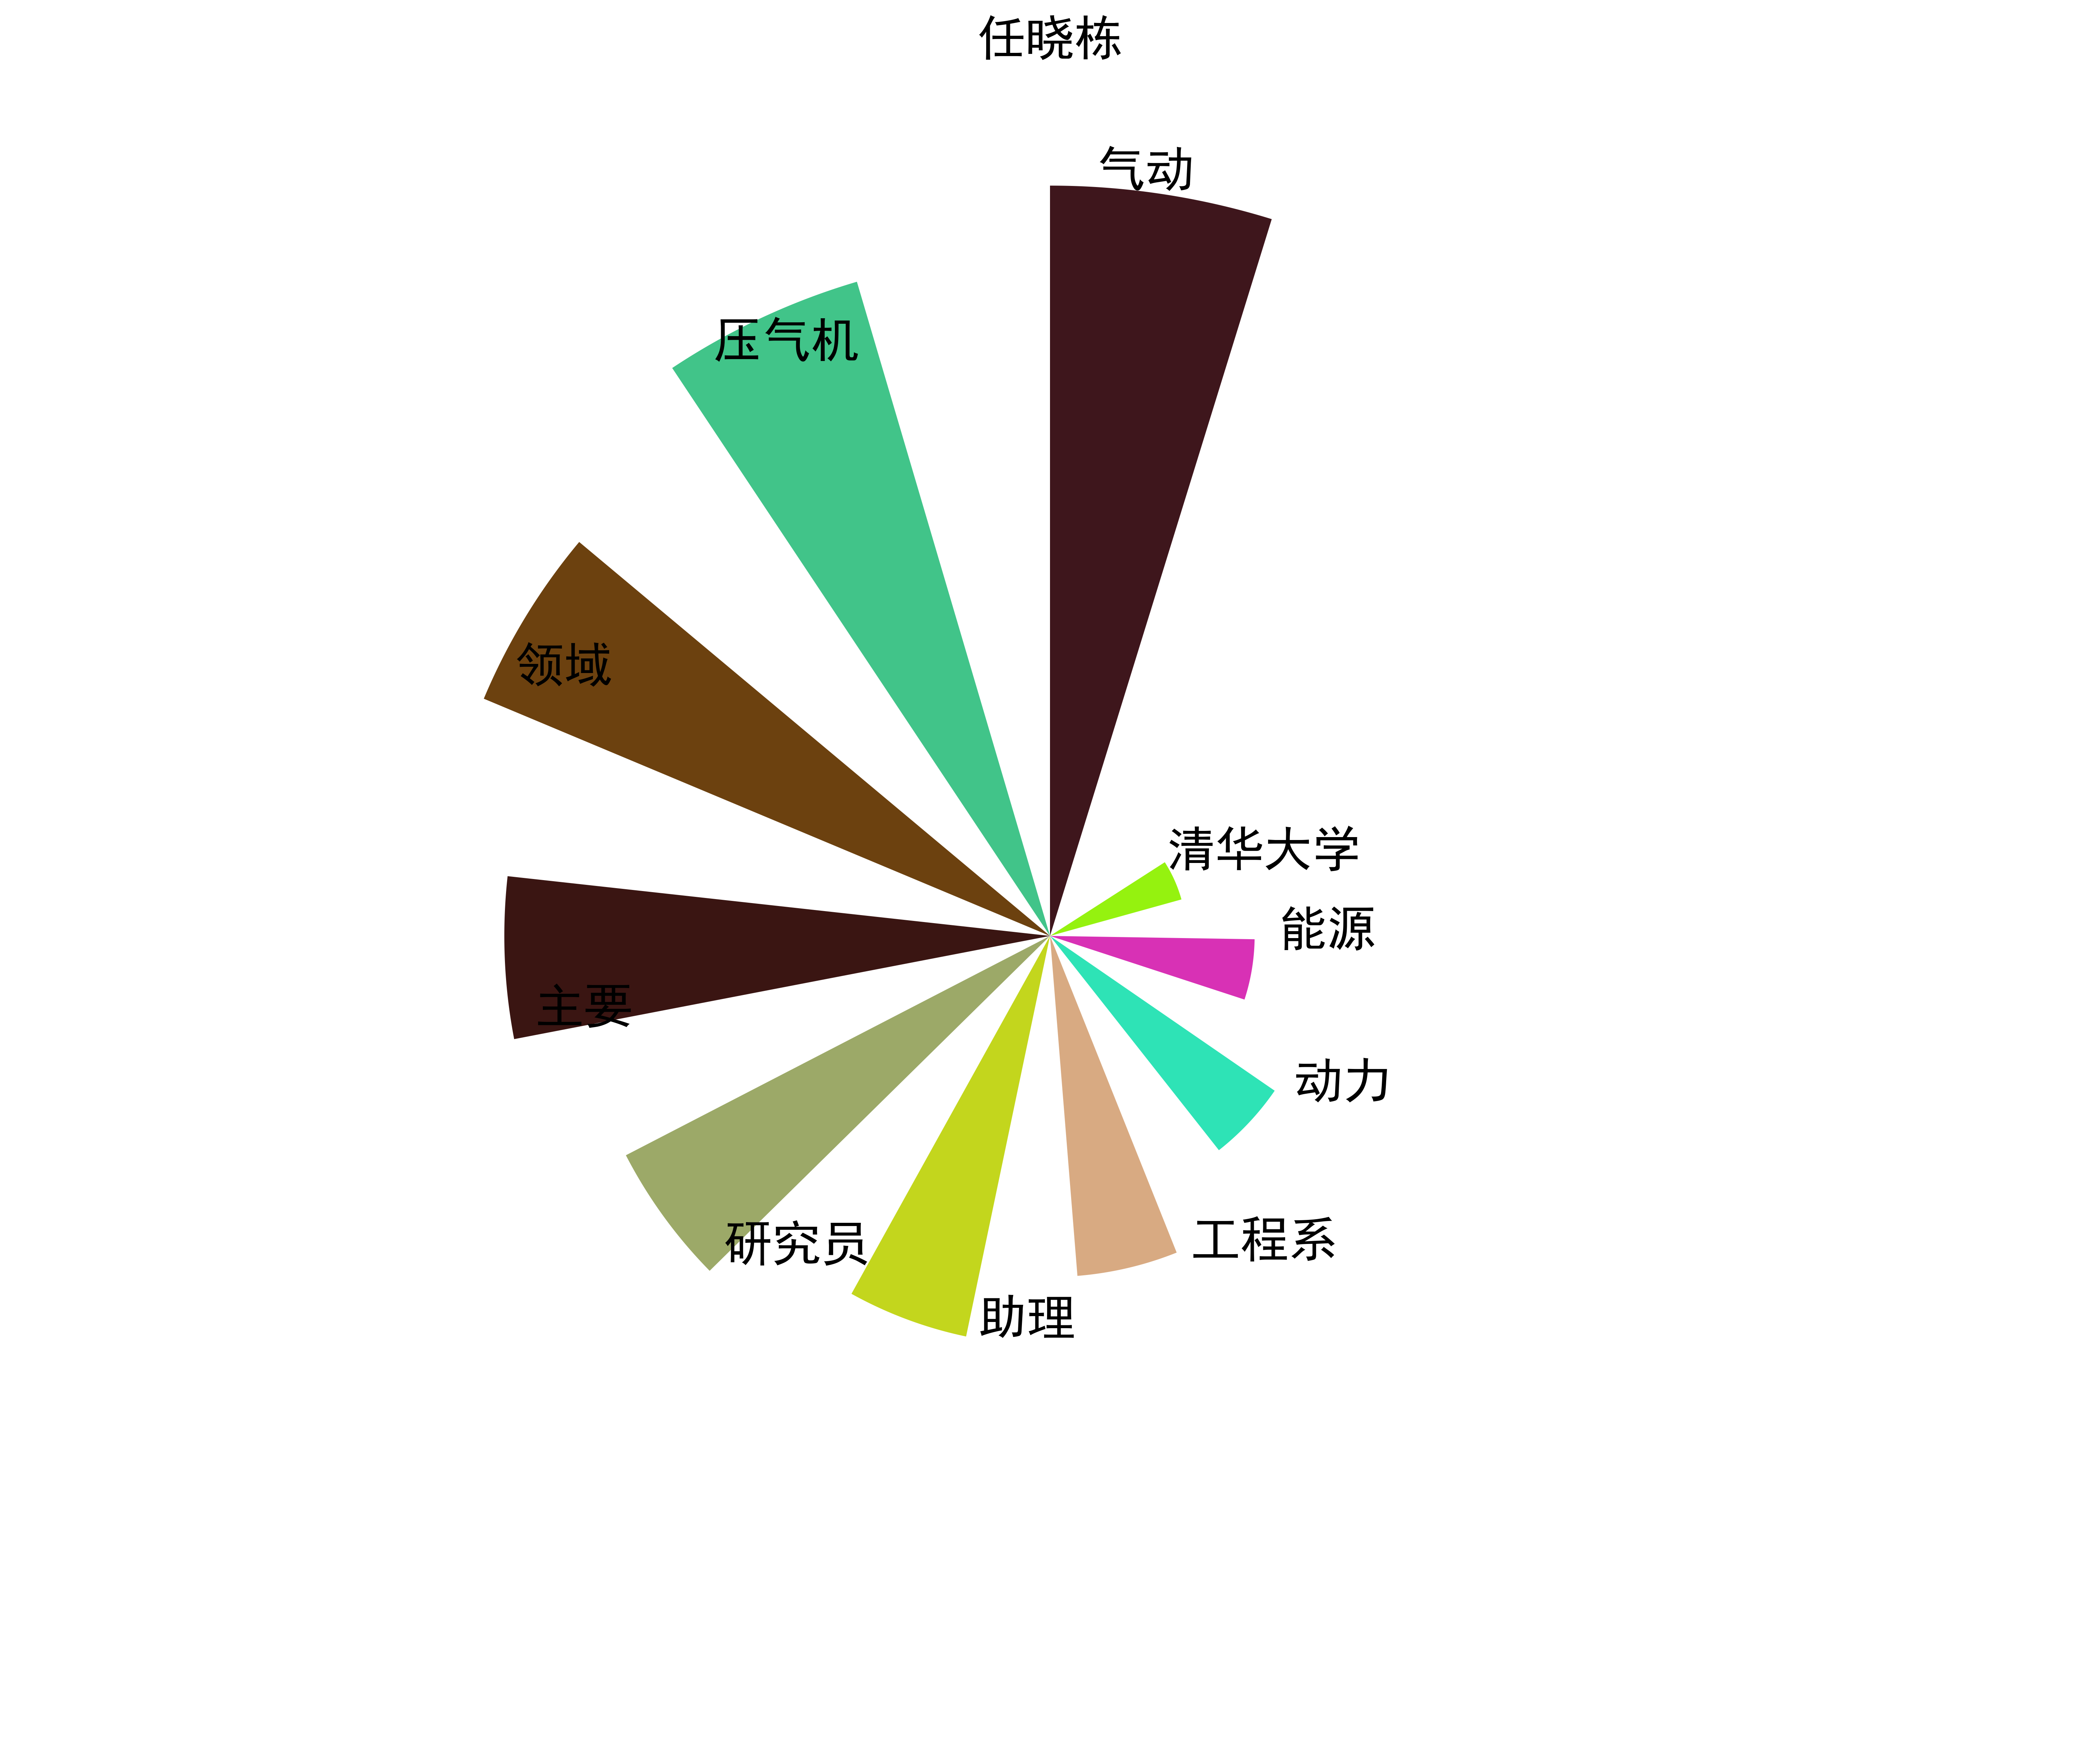 任晓栋
气动
压气机
领域
清华大学
能源
主要
动力
研究员
工程系
助理